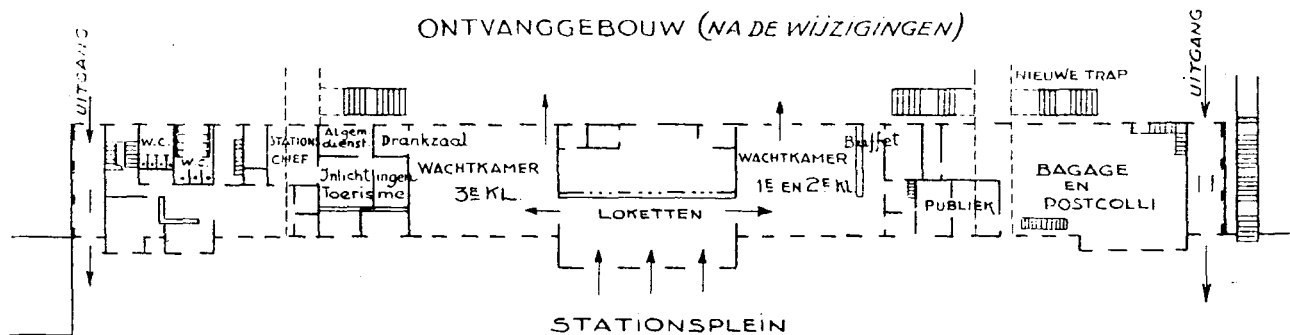 ONTVANGGEBOUW (NA DE WIJZIGINGEN)
UITGANG
NIEUWE TRAP
UITGANG
W.C.
W.C.
STATIONS
CHIEF
Algem
dienst
Drankzaal
Inlichtingen
Toerisme
WACHTKAMER
3E KL.
LOKETTEN
WACHTKAMER
1E EN 2E KL
Buffet
PUBLIEK
BAGAGE
EN
POSTCOLLI
STATIONSPLEIN